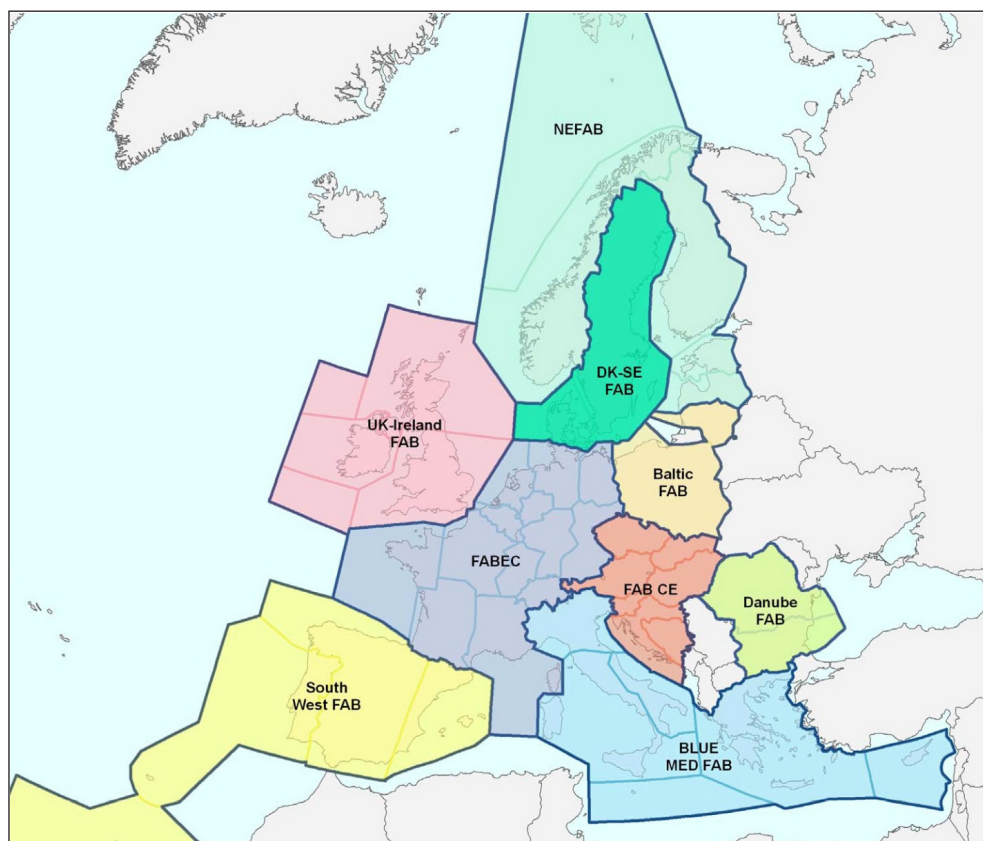 NEFAB
DK-SE
FAB
UK-Ireland
FAB
Baltic
FAB
FABEC
FAB CE
Danube
FAB
South
West FAB
BLUE
MED FAB